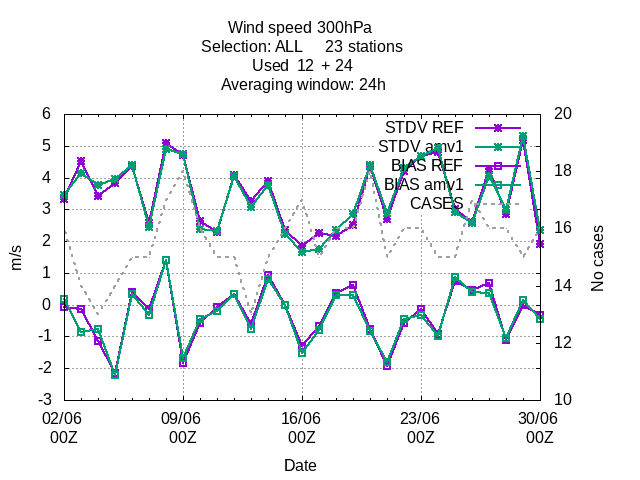 Wind speed 300hPa
Selection: ALL 23 stations
Used 12 + 24
Averaging window: 24h
6
5
4
3
2
1
0
-1
-2
-3
m/s
20
18
16
14
12
10
No cases
STDV REF
STDV amv1
BIAS REF
BIAS amv1
CASES
02/06 09/06 16/06 23/06 30/06
00Z 00Z 00Z 00Z 00Z
Date